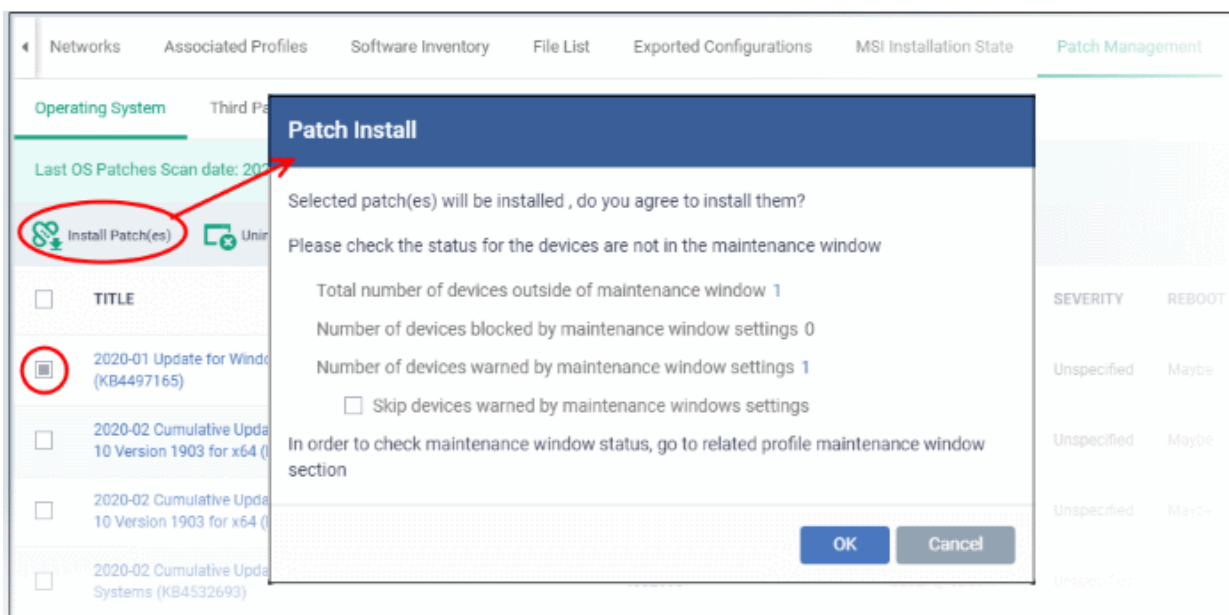 Networks Associated Profiles Software Inventory File List Exported Configurations MSI Installation State Patch Management
Operating System Third
Last OS Patches Scan date:
Install Patch(es)
TITLE
SEVERITY REBOOT
2020-01 Update for
(KB4497165)
Unspecified Maybe
2020-02 Cumulative
10 Version 1903 for x64
Unspecified Maybe
2020-02 Cumulative
10 Version 1903 for x64
Unspecified Maybe
2020-02 Cumulative
Systems (KB4532693)
Patch Install
Selected patch(es) will be installed , do you agree to install them?
Please check the status for the devices are not in the maintenance window
Total number of devices outside of maintenance window 1
Number of devices blocked by maintenance window settings 0
Number of devices warned by maintenance window settings 1
Skip devices warned by maintenance windows settings
In order to check maintenance window status, go to related profile maintenance window
section
OK Cancel